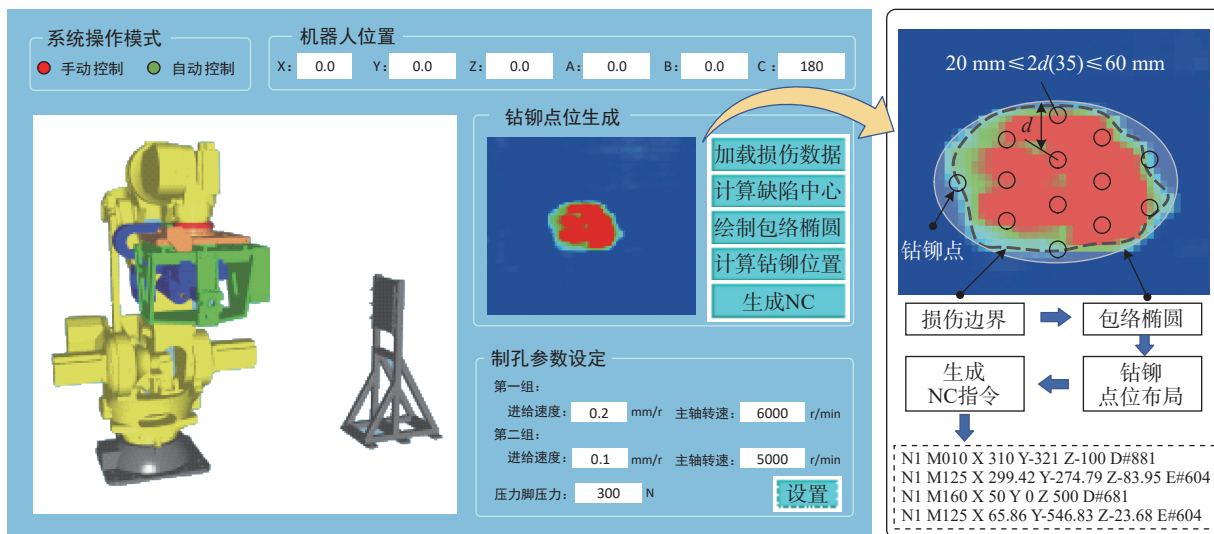 系统操作模式
手动控制 自动控制
机器人位置
X: 0.0 Y: 0.0 Z: 0.0 A: 0.0 B: 0.0 C: 180
钻铆点位生成
加载损伤数据
计算缺陷中心
绘制包络椭圆
计算钻铆位置
生成NC
制孔参数设定
第一组:
进给速度: 0.2 mm/r 主轴转速: 6000 r/min
第二组:
进给速度: 0.1 mm/r 主轴转速: 5000 r/min
压力脚压力: 300 N
设置
20 mm≤2d(35)≤60 mm
d
钻铆点
损伤边界
包络椭圆
生成
NC指令
钻铆
点位布局
N1 M010 X 310 Y-321 Z-100 D#881
N1 M125 X 299.42 Y-274.79 Z-83.95 E#604
N1 M160 X 50 Y 0 Z 500 D#681
N1 M125 X 65.86 Y-546.83 Z-23.68 E#604